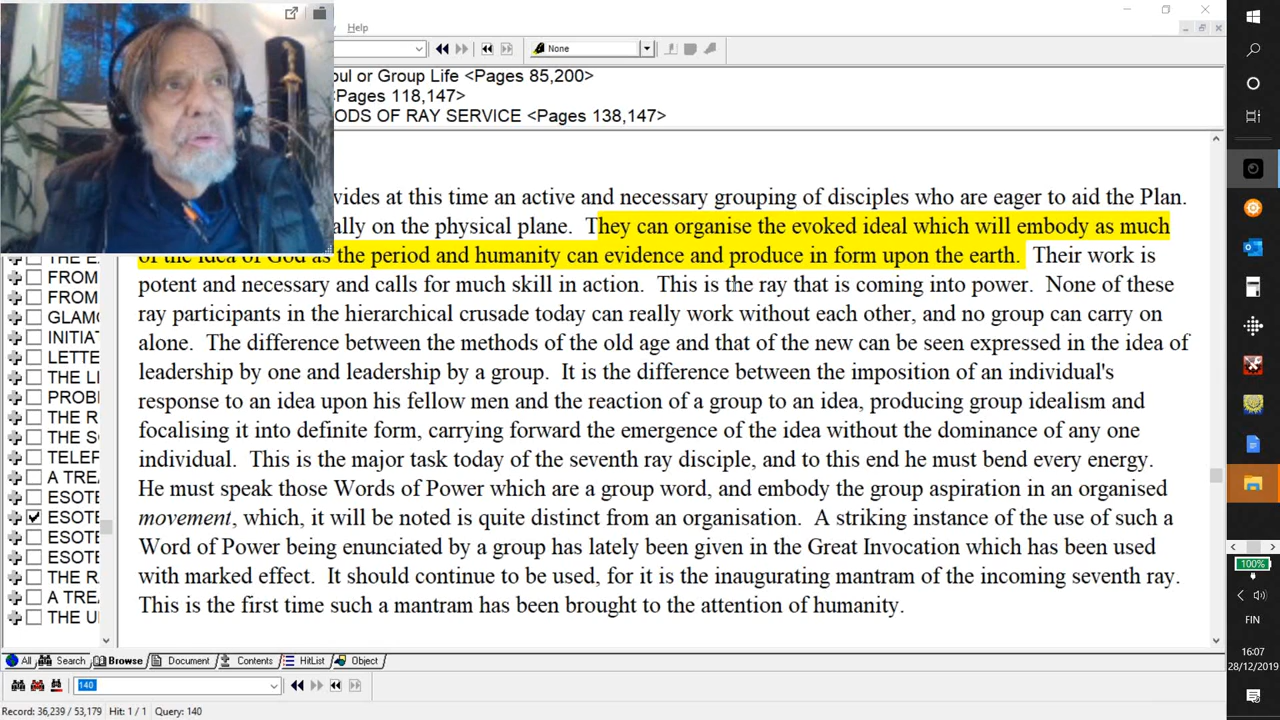 Help
None
oul or Group Life <Pages 85,200>
<Pages 118,147>
ODS OF RAY SERVICE <Pages 138,147>
vides at this time an active and necessary grouping of disciples who are eager to aid the Plan.
ally on the physical plane.  They can organise the evoked ideal which will embody as much
of the idea of God as the period and humanity can evidence and produce in form upon the earth.  Their work is
potent and necessary and calls for much skill in action.  This is the ray that is coming into power.  None of these
ray participants in the hierarchical crusade today can really work without each other, and no group can carry on
alone.  The difference between the methods of the old age and that of the new can be seen expressed in the idea of
leadership by one and leadership by a group.  It is the difference between the imposition of an individual's
response to an idea upon his fellow men and the reaction of a group to an idea, producing group idealism and
focalising it into definite form, carrying forward the emergence of the idea without the dominance of any one
individual.  This is the major task today of the seventh ray disciple, and to this end he must bend every energy.
He must speak those Words of Power which are a group word, and embody the group aspiration in an organised
movement, which, it will be noted is quite distinct from an organisation.  A striking instance of the use of such a
Word of Power being enunciated by a group has lately been given in the Great Invocation which has been used
with marked effect.  It should continue to be used, for it is the inaugurating mantram of the incoming seventh ray.
This is the first time such a mantram has been brought to the attention of humanity.
FROM
FROM
GLAMO
INITIAT
LETTE
THE LI
PROBL
THE R
THE SO
TELEP
A TREA
ESOTE
ESOTE
ESOTE
ESOTE
THE RA
A TREA
THE U
All Search Browse Document Contents HitList Object
140
Record: 36,239 / 53,179 Hit: 1 / 1 Query: 140
100%
FIN
16:07
28/12/2019